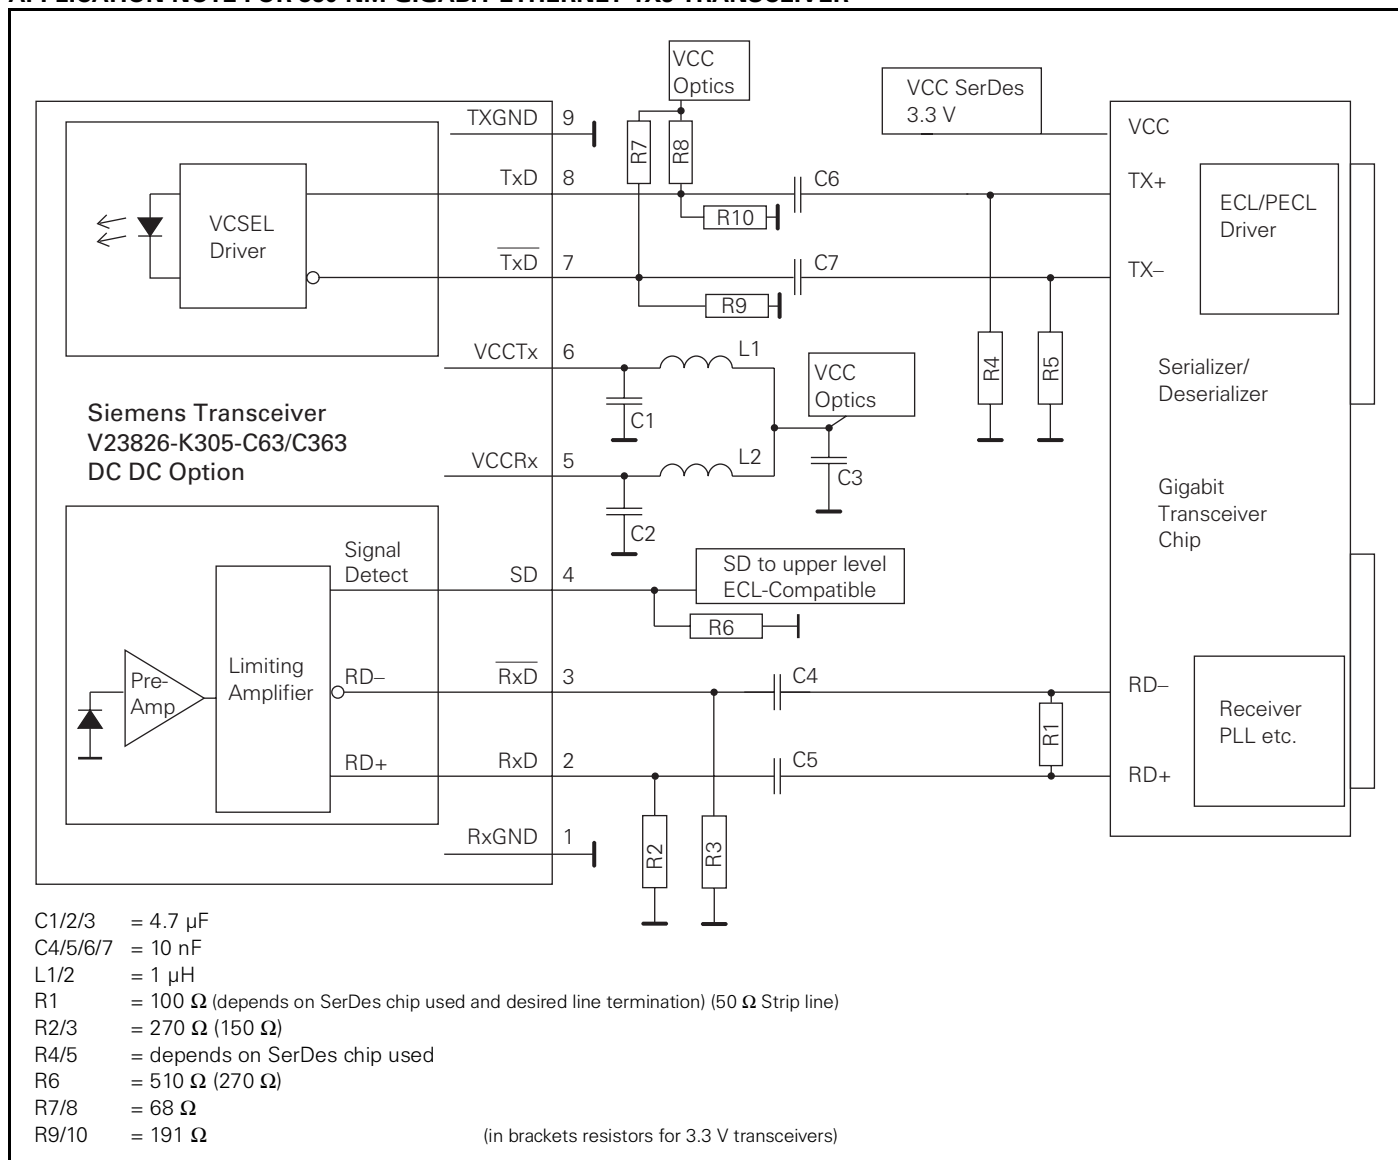 VCC
Optics
VCC SerDes
3.3 V
TXGND 9
VCC
R7
R8
TxD 8
C6
TX+
ECL/PECL
Driver
VCSEL
Driver
R10
TxD 7
C7
TX–
R9
VCCTx 6
L1
R4
R5
Serializer/
Deserializer
VCC
Optics
C1
Siemens Transceiver
V23826-K305-C63/C363
DC DC Option
VCCRx 5
L2
C3
Gigabit
Transceiver
Chip
C2
Signal
Detect
SD 4
SD to upper level
ECL-Compatible
R6
Pre-
Amp
Limiting
Amplifier
RD–
RxD 3
C4
RD–
R1
Receiver
PLL etc.
RD+
RxD 2
C5
RD+
RxGND 1
R2
R3
C1/2/3 = 4.7 µF
C4/5/6/7 = 10 nF
L1/2 = 1 µH
R1 = 100 Ω (depends on SerDes chip used and desired line termination) (50 Ω Strip line)
R2/3 = 270 Ω (150 Ω)
R4/5 = depends on SerDes chip used
R6 = 510 Ω (270 Ω)
R7/8 = 68 Ω
R9/10 = 191 Ω (in brackets resistors for 3.3 V transceivers)